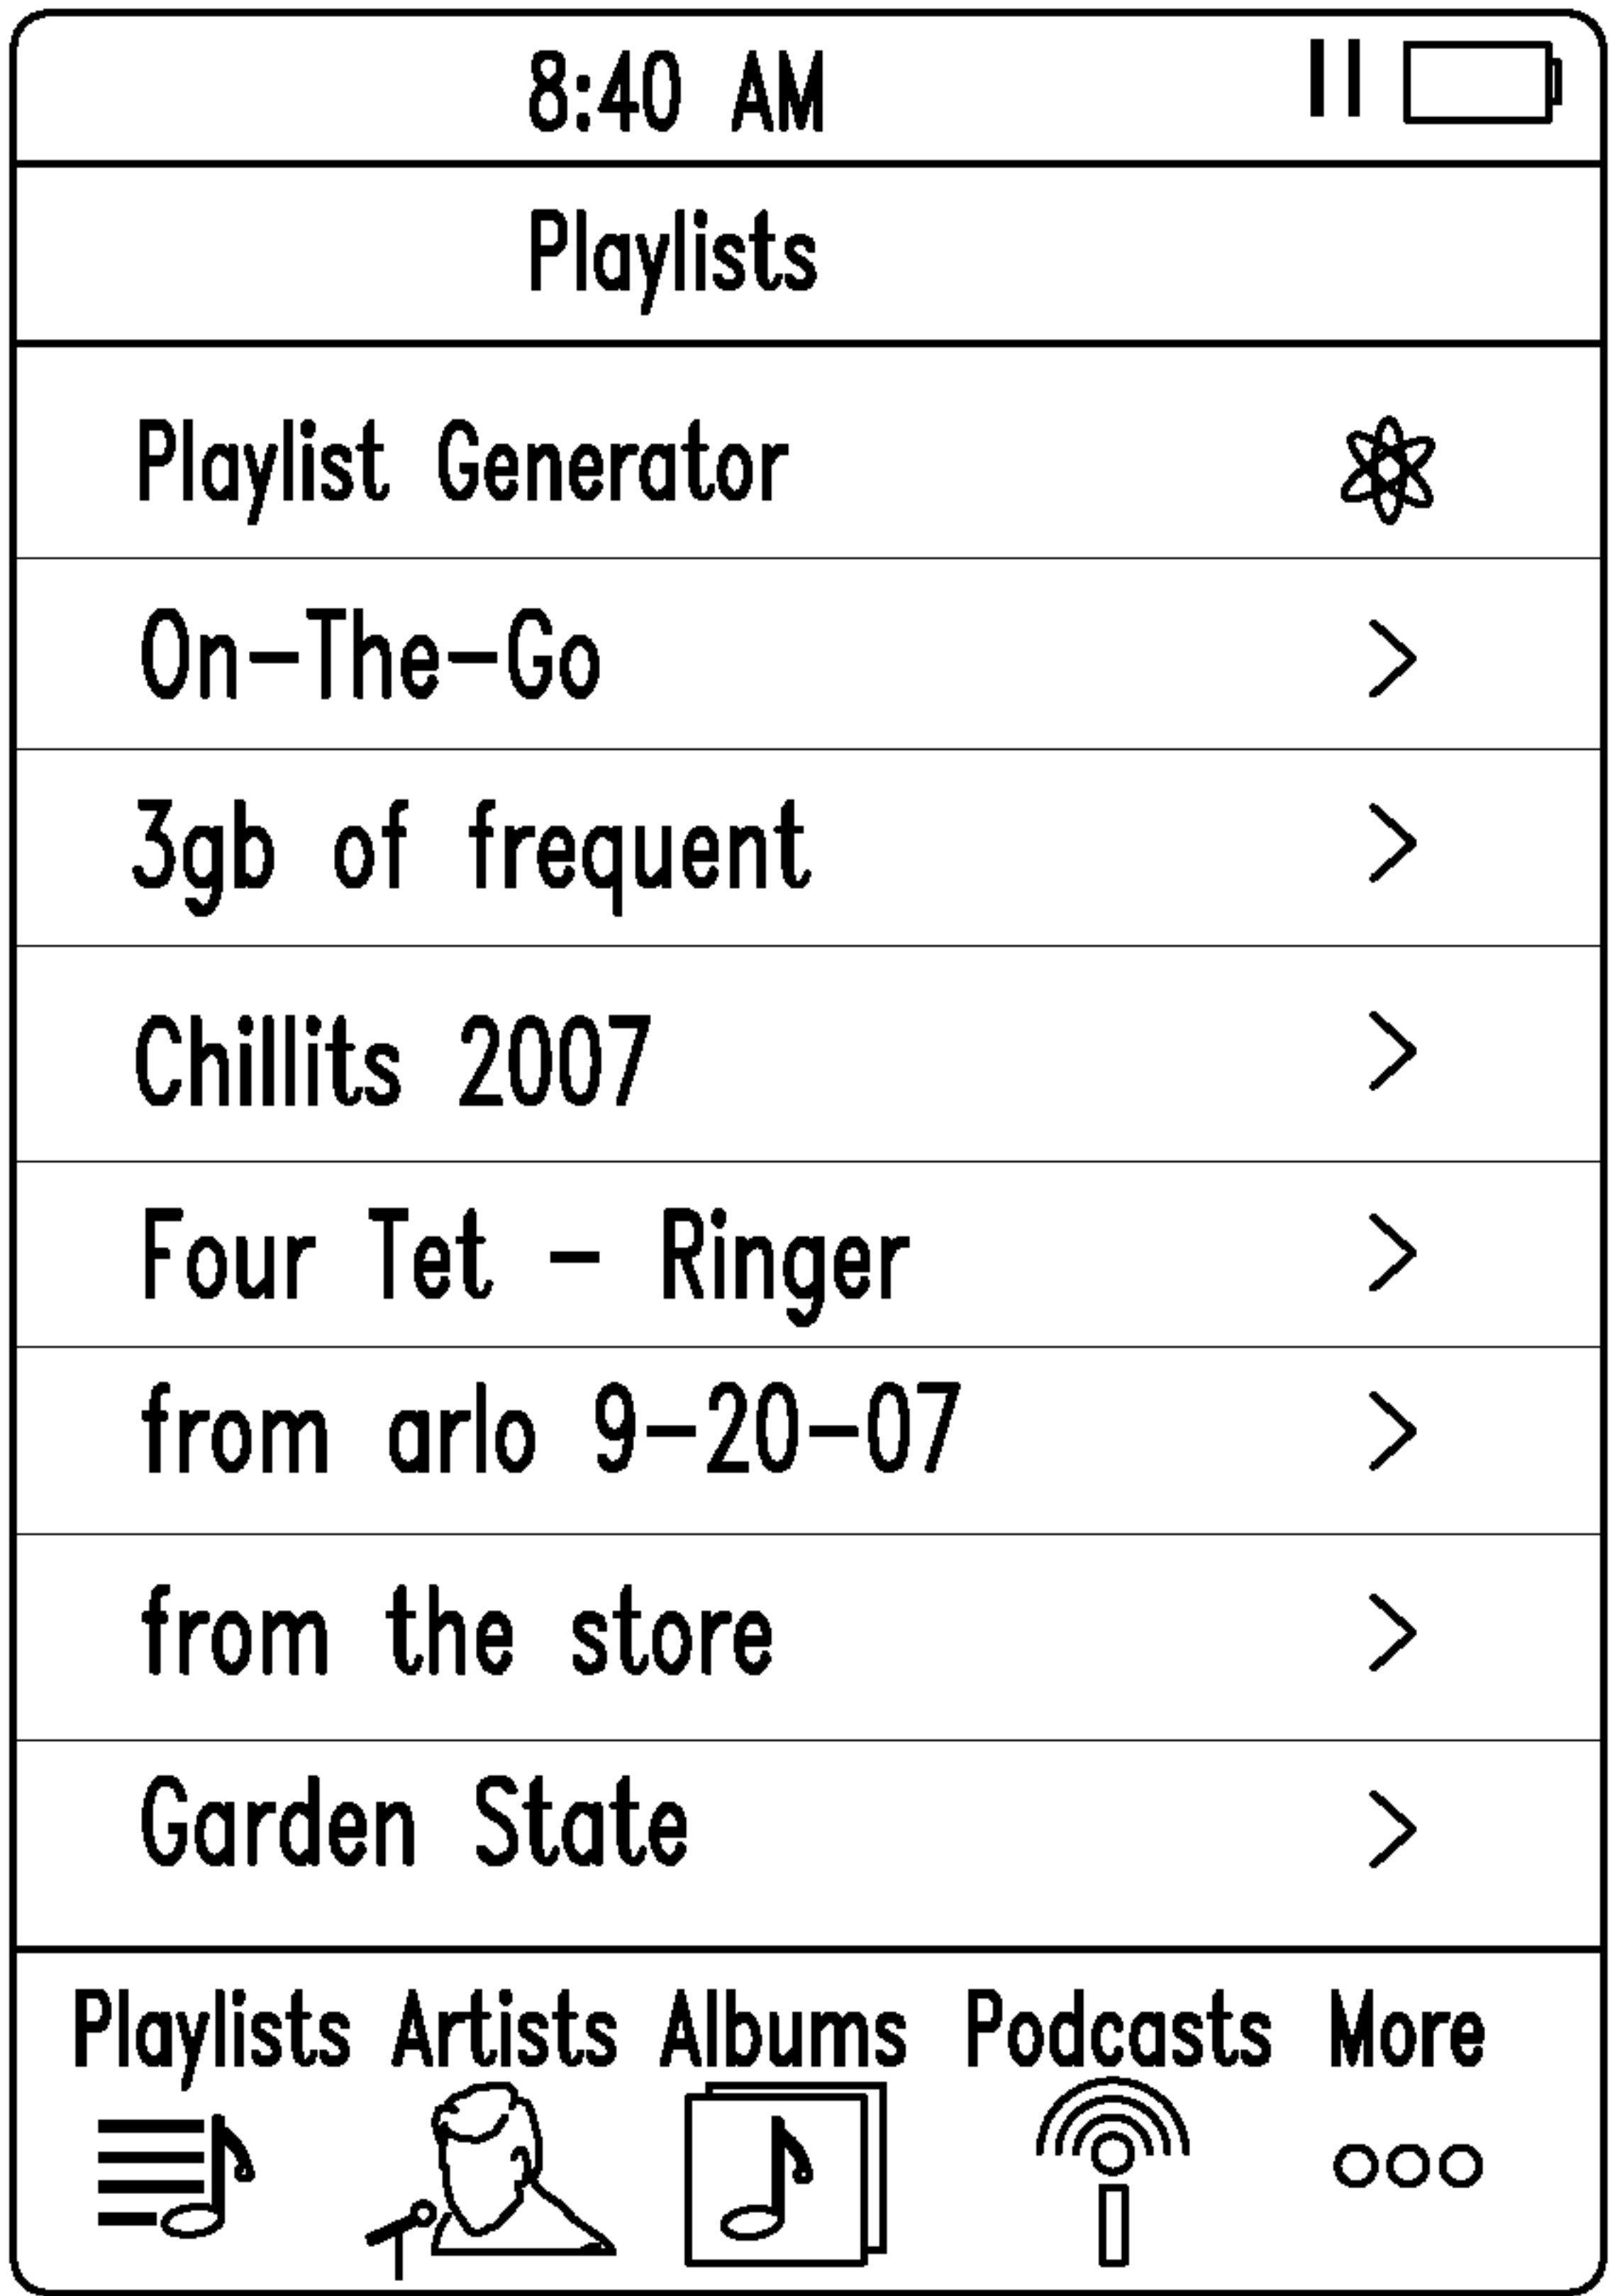 8:40 AM
Playlists
Playlist Generator
On-The-Go
3gb of frequent
Chillits 2007
Four Tet - Ringer
from arlo 9-20-07
from the store
Garden State
Playlists Artists Albums Podcasts More